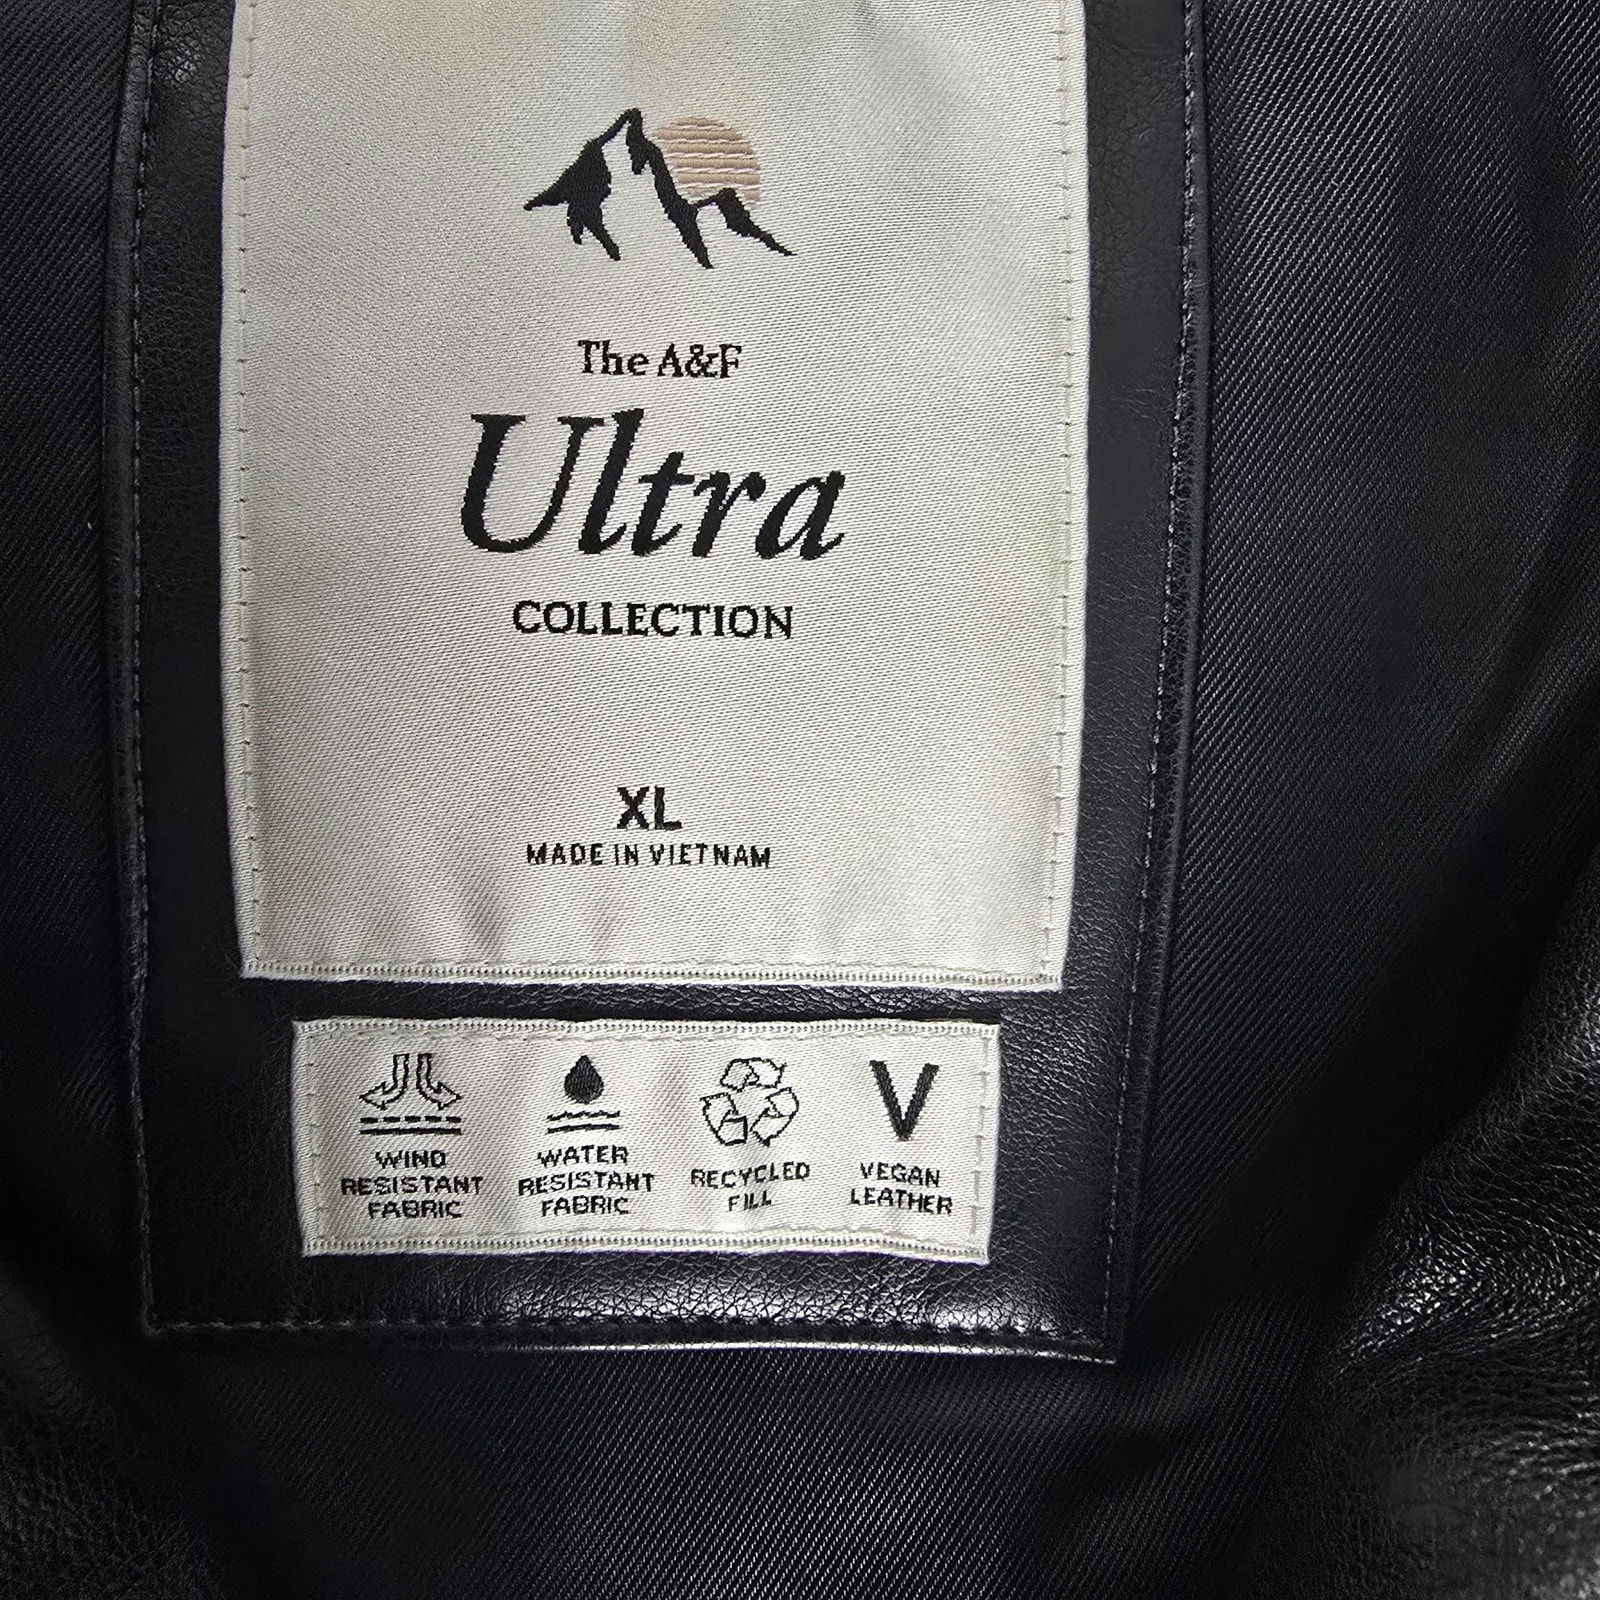 The A&F
Ultra
COLLECTION
XL
MADE IN VIETNAM
WIND
RESISTANT
FABRIC
WATER
RESISTANT
FABRIC
RECYCLED
FILL
V
VEGAN
LEATHER